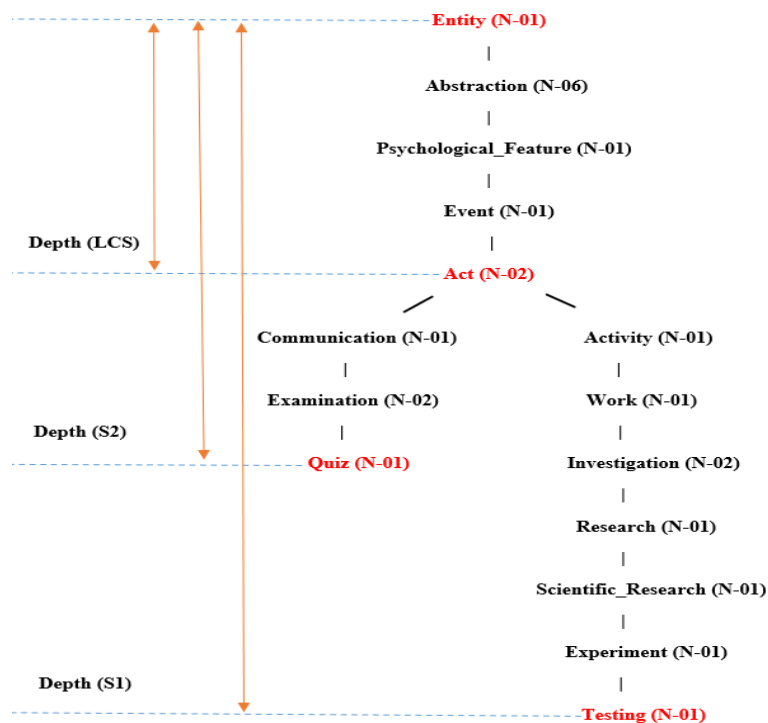 Entity (N-01)
Abstraction (N-06)
Psychological_Feature (N-01)
Event (N-01)
Depth (LCS)
Act (N-02)
Communication (N-01)
Activity (N-01)
Examination (N-02)
Work (N-01)
Depth (S2)
Quiz (N-01)
Investigation (N-02)
Research (N-01)
Scientific_Research (N-01)
Experiment (N-01)
Depth (S1)
Testing (N-01)